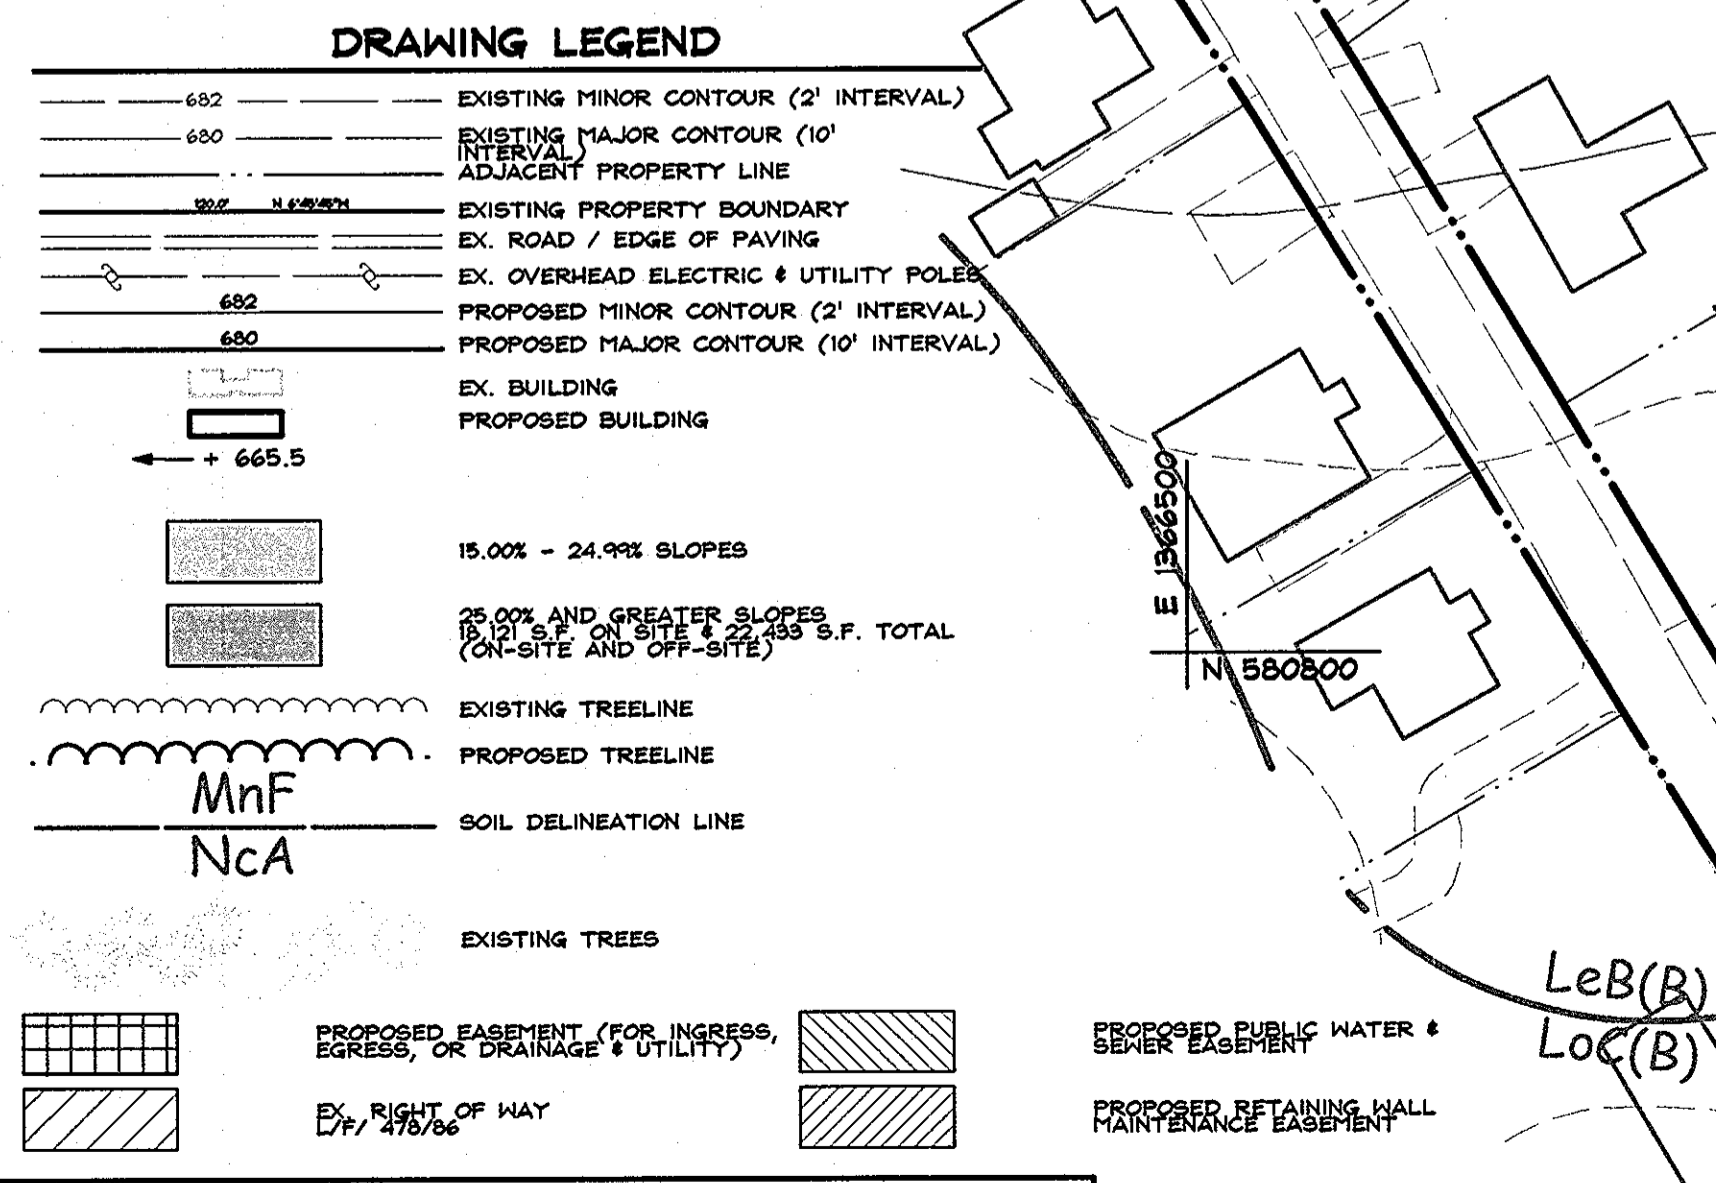 DRAWING LEGEND
682 EXISTING MINOR CONTOUR (2' INTERVAL)
680 EXISTING MAJOR CONTOUR (10'
INTERVAL)
ADJACENT PROPERTY LINE
120.0' N 6°45'45"W EXISTING PROPERTY BOUNDARY
EX. ROAD / EDGE OF PAVING
EX. OVERHEAD ELECTRIC & UTILITY POLES
682 PROPOSED MINOR CONTOUR (2' INTERVAL)
680 PROPOSED MAJOR CONTOUR (10' INTERVAL)
EX. BUILDING
PROPOSED BUILDING
+ 665.5
15.00% - 24.99% SLOPES
25.00% AND GREATER SLOPES
18,121 S.F. ON SITE & 22,433 S.F. TOTAL
(ON-SITE AND OFF-SITE)
EXISTING TREELINE
PROPOSED TREELINE
MnF
SOIL DELINEATION LINE
NcA
EXISTING TREES
PROPOSED EASEMENT (FOR INGRESS,
EGRESS, OR DRAINAGE & UTILITY)
EX. RIGHT OF WAY
L/F/ 478/86
PROPOSED PUBLIC WATER &
SEWER EASEMENT
PROPOSED RETAINING WALL
MAINTENANCE EASEMENT
E 1366500
N 580800
LeB(B)
LoC(B)